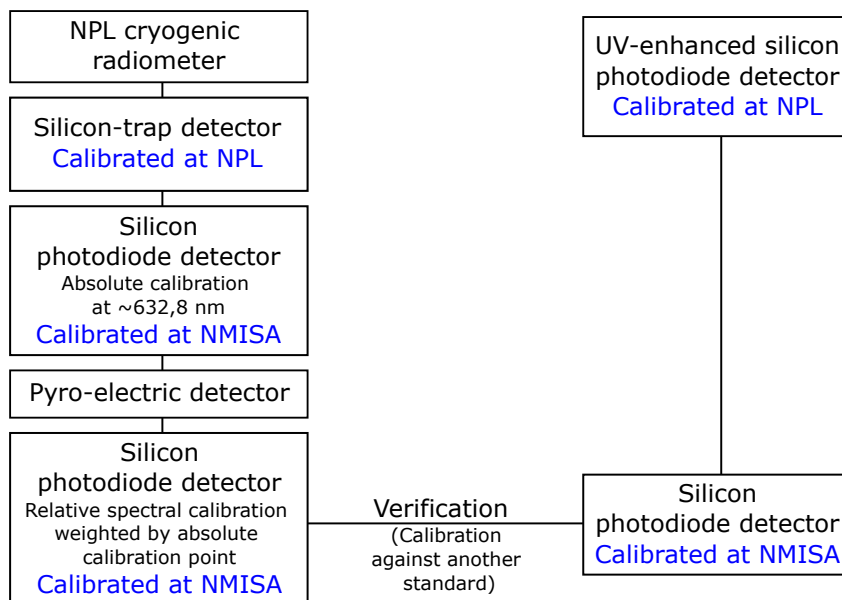 NPL cryogenic
radiometer
Silicon-trap detector
Calibrated at NPL
Silicon
photodiode detector
Absolute calibration
at ~632,8 nm
Calibrated at NMISA
Pyro-electric detector
Silicon
photodiode detector
Relative spectral calibration
weighted by absolute
calibration point
Calibrated at NMISA
Verification
(Calibration
against another
standard)
UV-enhanced silicon
photodiode detector
Calibrated at NPL
Silicon
photodiode detector
Calibrated at NMISA